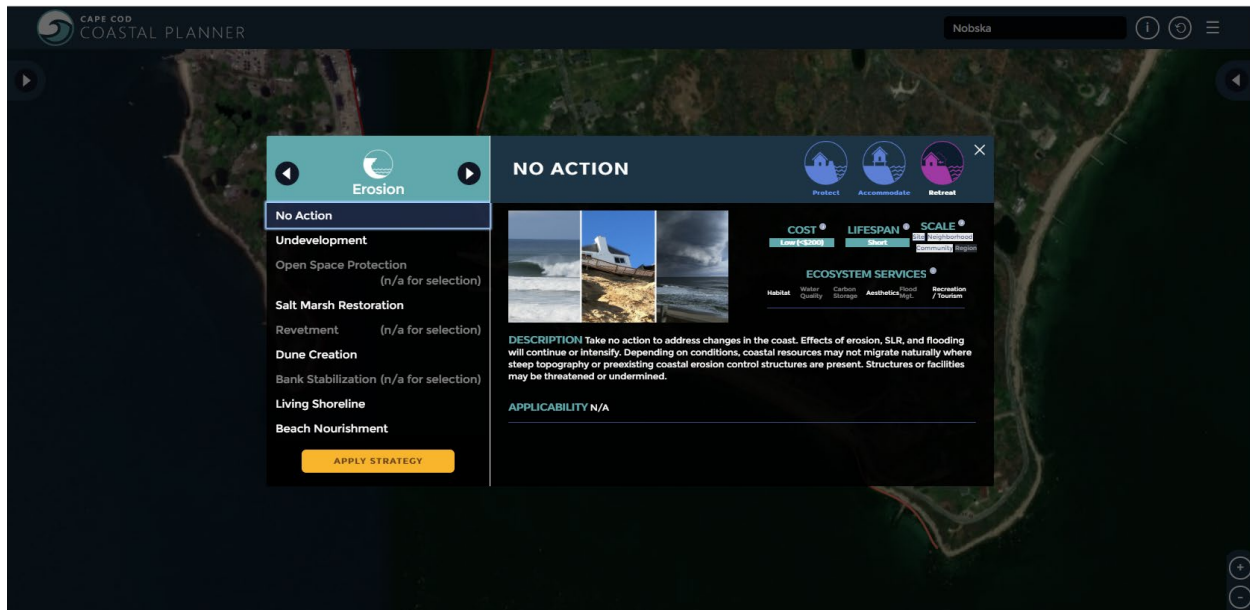 CAPE COD
COASTAL PLANNER
Nobska
Erosion
No Action
Undevelopment
Open Space Protection
(n/a for selection)
Salt Marsh Restoration
Revetment (n/a for selection)
Dune Creation
Bank Stabilization (n/a for selection)
Living Shoreline
Beach Nourishment
APPLY STRATEGY
NO ACTION
Protect Accommodate Retreat
COST LIFESPAN SCALE
Low (<$200) Short Site Neighborhood
Community Region
ECOSYSTEM SERVICES
Habitat Water Quality Carbon Storage Aesthetics Flood Mgt. Recreation / Tourism
DESCRIPTION Take no action to address changes in the coast. Effects of erosion, SLR, and flooding
will continue or intensify. Depending on conditions, coastal resources may not migrate naturally where
steep topography or preexisting coastal erosion control structures are present. Structures or facilities
may be threatened or undermined.
APPLICABILITY N/A